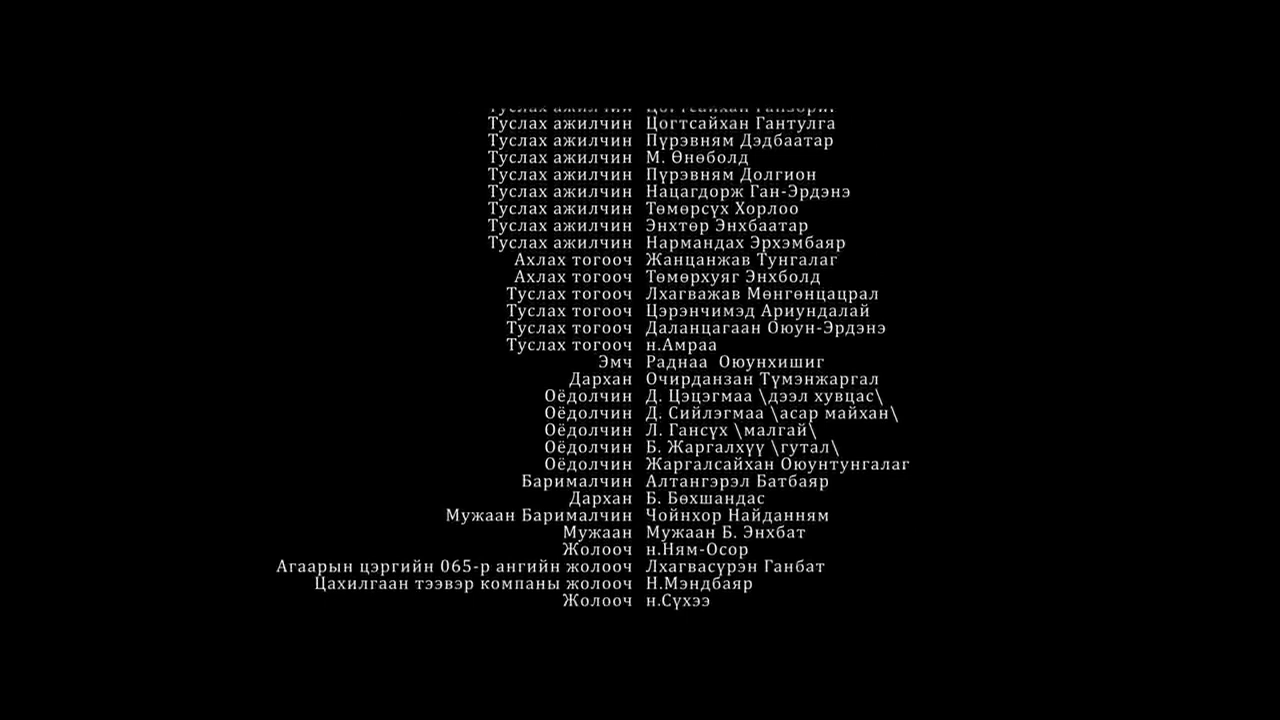 Туслах ажилчин Цогтсайхан Гантулга
Туслах ажилчин Пүрэвням Дэдбаатар
Туслах ажилчин М. Өнөболд
Туслах ажилчин Пүрэвням Долгион
Туслах ажилчин Нацагдорж Ган-Эрдэнэ
Туслах ажилчин Төмөрсүх Хорлоо
Туслах ажилчин Энхтөр Энхбаатар
Туслах ажилчин Нармандах Эрхэмбаяр
Ахлах тогооч Жанцанжав Тунгалаг
Ахлах тогооч Төмөрхуяг Энхболд
Туслах тогооч Лхагважав Мөнгөнцацрал
Туслах тогооч Цэрэнчимэд Ариундалай
Туслах тогооч Даланцагаан Оюун-Эрдэнэ
Туслах тогооч н.Амраа
Эмч Раднаа  Оюунхишиг
Дархан Очирданзан Түмэнжаргал
Оёдолчин Д. Цэцэгмаа \дээл хувцас\
Оёдолчин Д. Сийлэгмаа \асар майхан\
Оёдолчин Л. Гансүх \малгай\
Оёдолчин Б. Жаргалхүү \гутал\
Оёдолчин Жаргалсайхан Оюунтунгалаг
Барималчин Алтангэрэл Батбаяр
Дархан Б. Бөхшандас
Мужаан Барималчин Чойнхор Найданням
Мужаан Мужаан Б. Энхбат
Жолооч н.Ням-Осор
Агаарын цэргийн 065-р ангийн жолооч Лхагвасүрэн Ганбат
Цахилгаан тээвэр компаны жолооч Н.Мэндбаяр
Жолооч н.Сүхээ